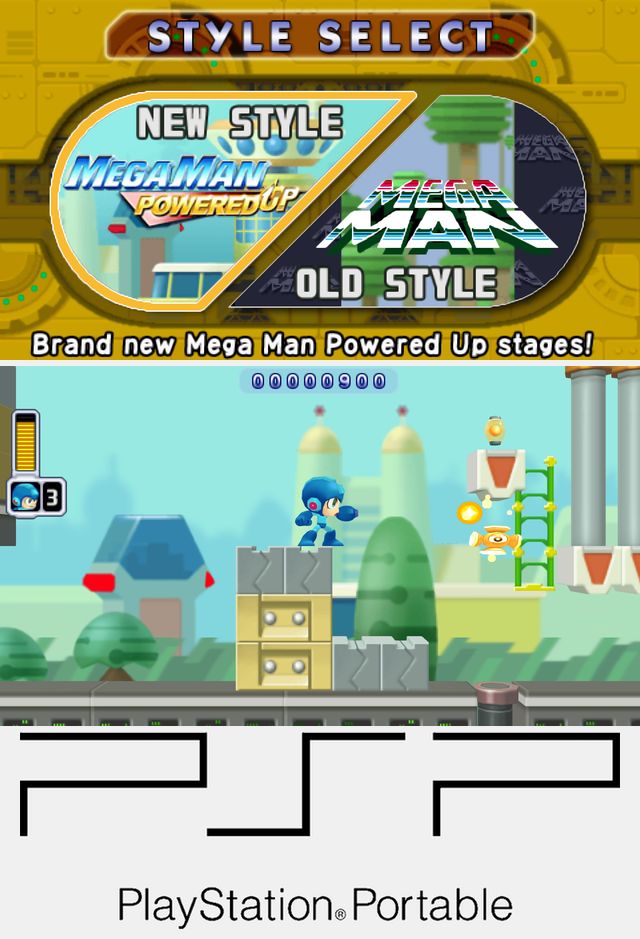 STYLE SELECT
NEW STYLE
MEGAMAN
POWERED UP
MEGA
MAN
MEGA
MAN
OLD STYLE
Brand new Mega Man Powered Up stages!
00000900
3
PSP
PlayStation® Portable